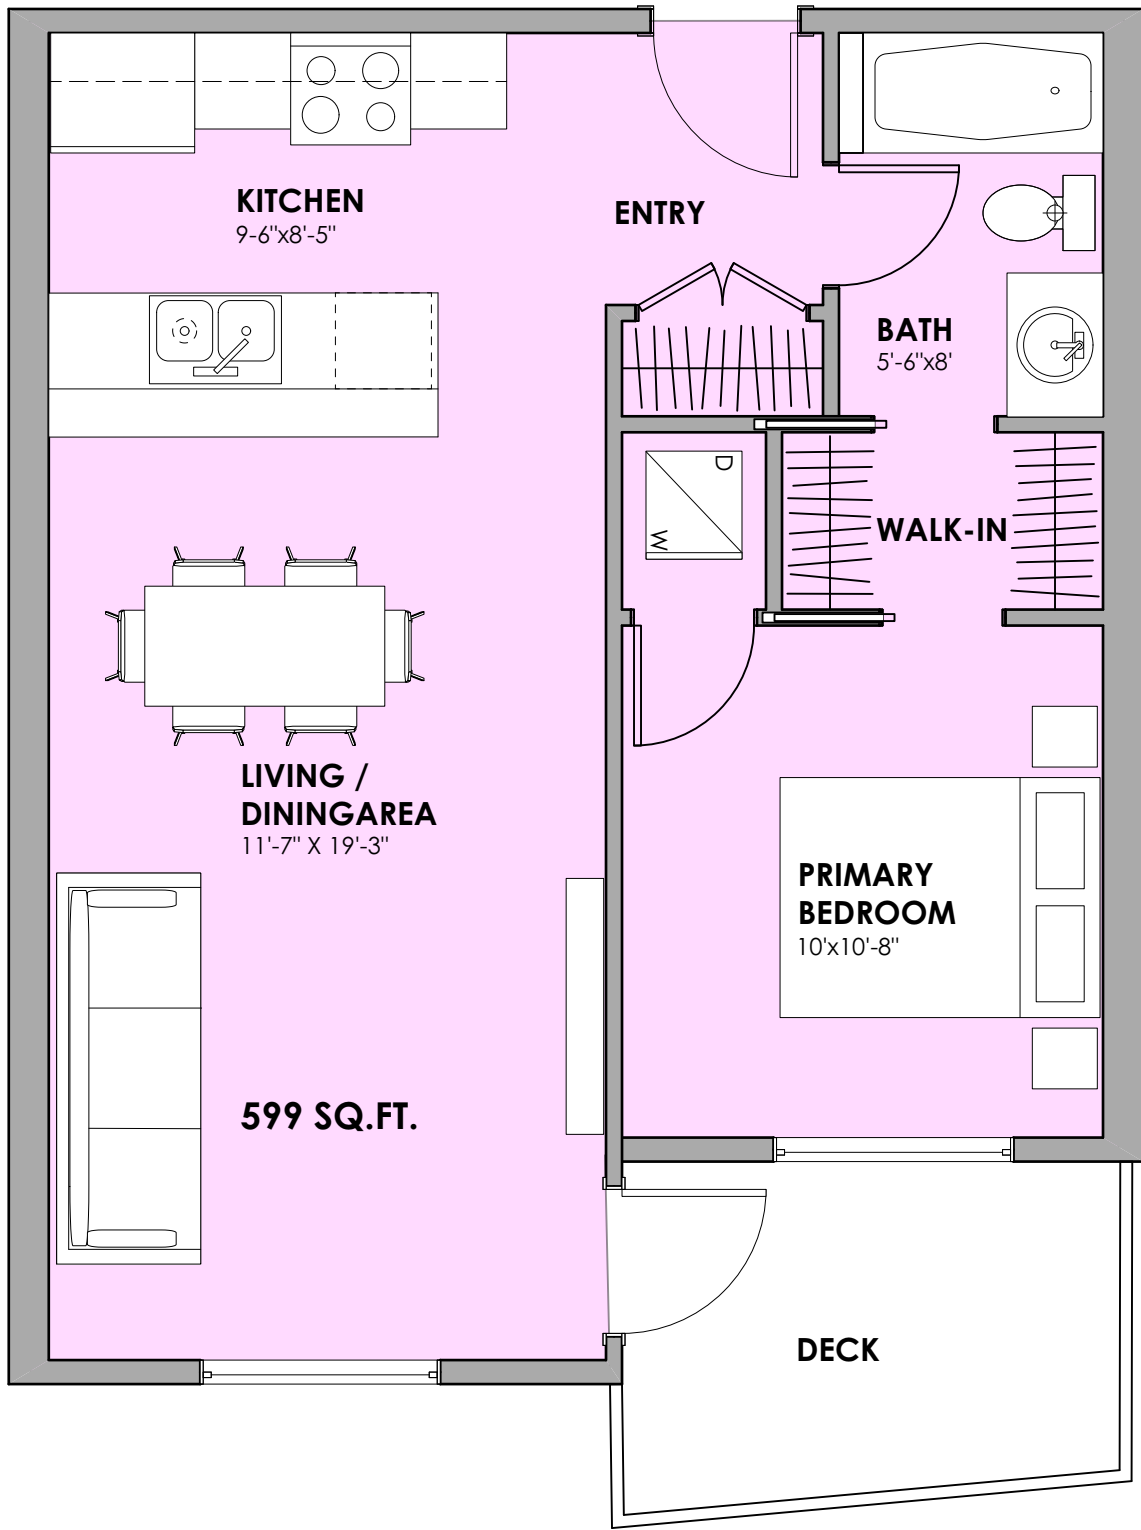 KITCHEN
9-6"x8'-5"
ENTRY
BATH
5'-6"x8'
D
W
WALK-IN
LIVING /
DININGAREA
11'-7" X 19'-3"
PRIMARY
BEDROOM
10'x10'-8"
599 SQ.FT.
DECK